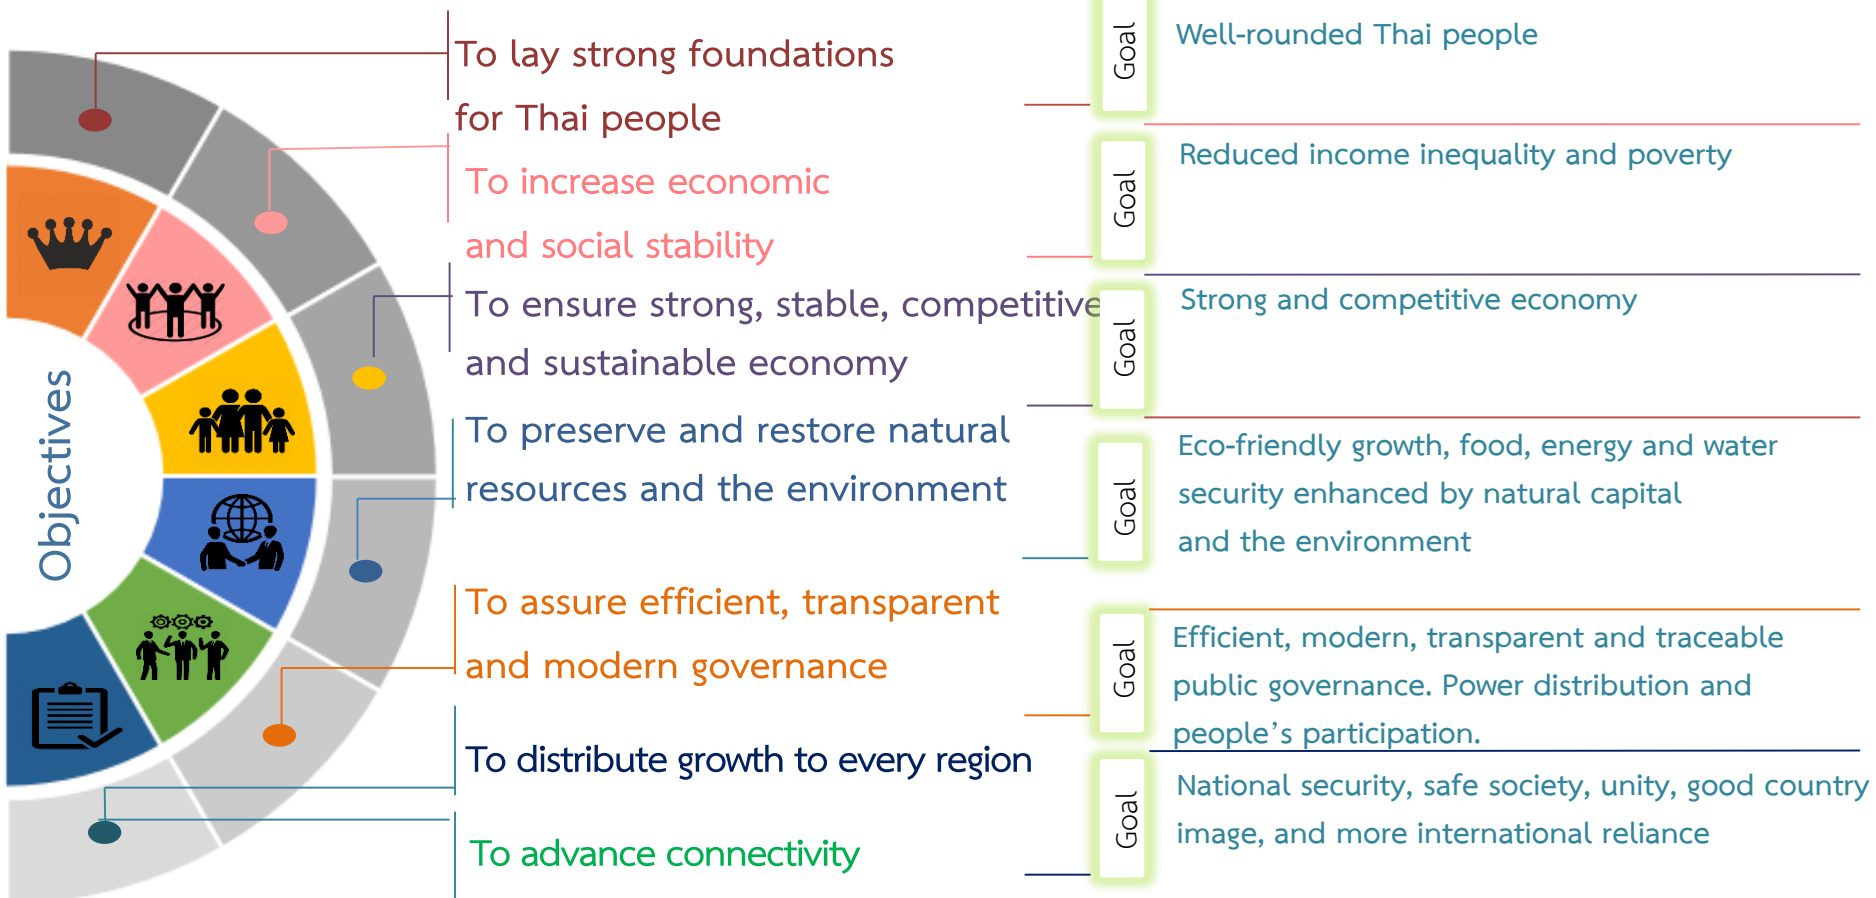 Objectives
To lay strong foundations
for Thai people
To increase economic
and social stability
To ensure strong, stable, competitive
and sustainable economy
To preserve and restore natural
resources and the environment
To assure efficient, transparent
and modern governance
To distribute growth to every region
To advance connectivity
Goal
Well-rounded Thai people
Goal
Reduced income inequality and poverty
Goal
Strong and competitive economy
Goal
Eco-friendly growth, food, energy and water
security enhanced by natural capital
and the environment
Goal
Efficient, modern, transparent and traceable
public governance. Power distribution and
people's participation.
Goal
National security, safe society, unity, good country
image, and more international reliance